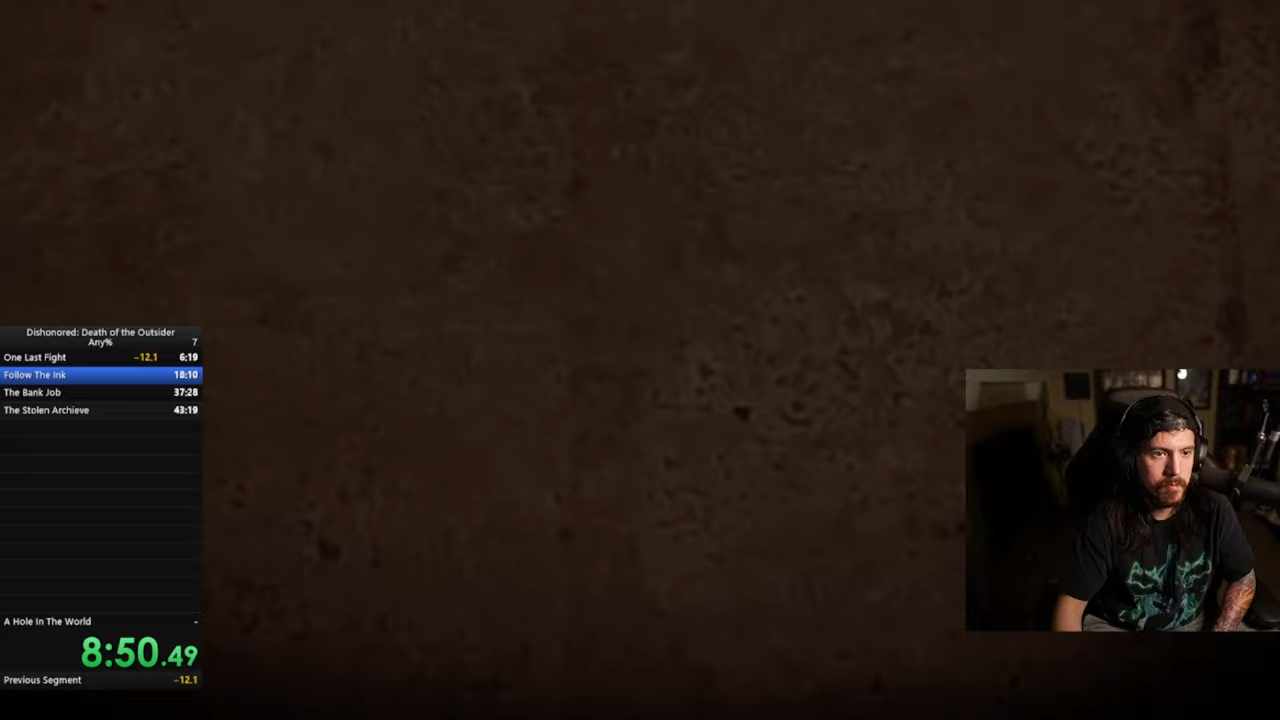 Dishonored: Death of the Outsider
Any% 7
One Last Fight -12.1 6:19
Follow The Ink 18:10
The Bank Job 37:28
The Stolen Archieve 43:19
A Hole In The World -
8:50.49
Previous Segment -12.1